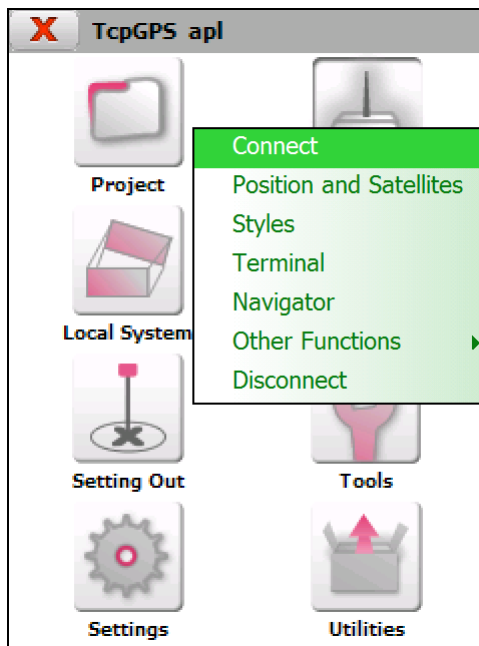 TcpGPS apl
Project
Connect
Position and Satellites
Styles
Terminal
Navigator
Other Functions
Disconnect
Local System
Setting Out
Tools
Settings
Utilities